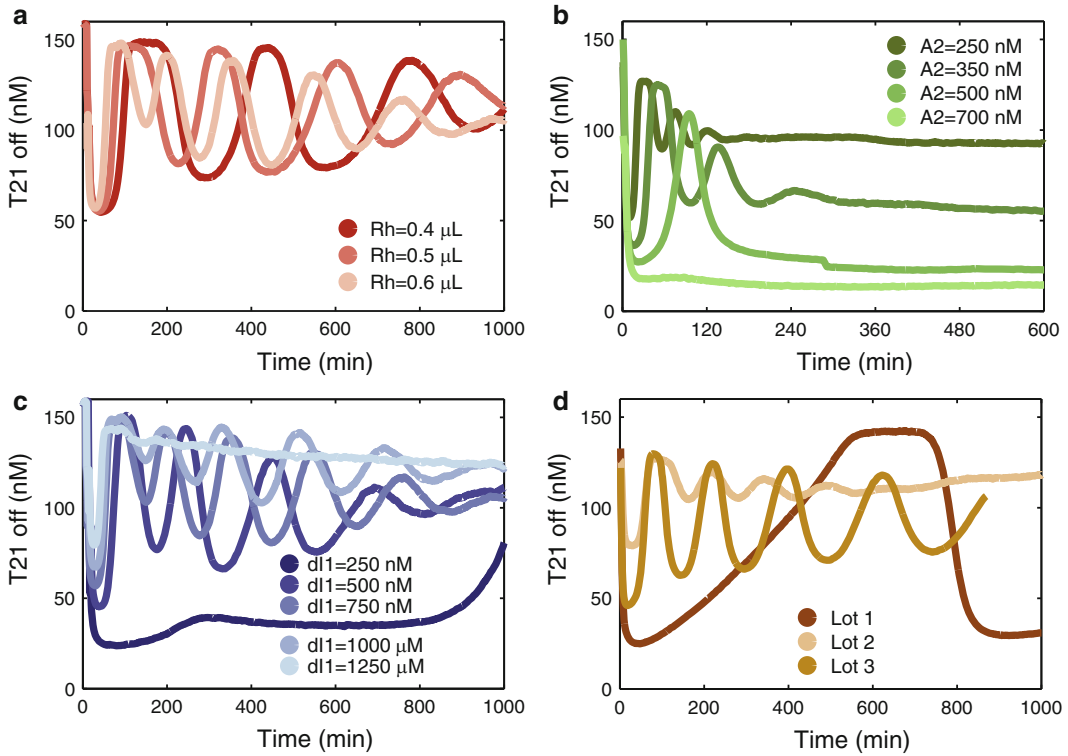 a
T21 off (nM)
150
100
50
0
0 200 400 600 800 1000
Time (min)
Rh=0.4 μL
Rh=0.5 μL
Rh=0.6 μL
b
T21 off (nM)
150
100
50
0
0 120 240 360 480 600
Time (min)
A2=250 nM
A2=350 nM
A2=500 nM
A2=700 nM
c
T21 off (nM)
150
100
50
0
0 200 400 600 800 1000
Time (min)
dI1=250 nM
dI1=500 nM
dI1=750 nM
dI1=1000 μM
dI1=1250 μM
d
T21 off (nM)
150
100
50
0
0 200 400 600 800 1000
Time (min)
Lot 1
Lot 2
Lot 3